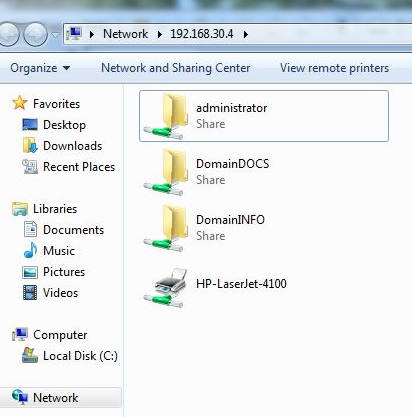 Network 192.168.30.4
Organize Network and Sharing Center View remote printers
Favorites
Desktop
Downloads
Recent Places
Libraries
Documents
Music
Pictures
Videos
Computer
Local Disk (C:)
Network
administrator
Share
DomainDOCS
Share
DomainINFO
Share
HP-LaserJet-4100